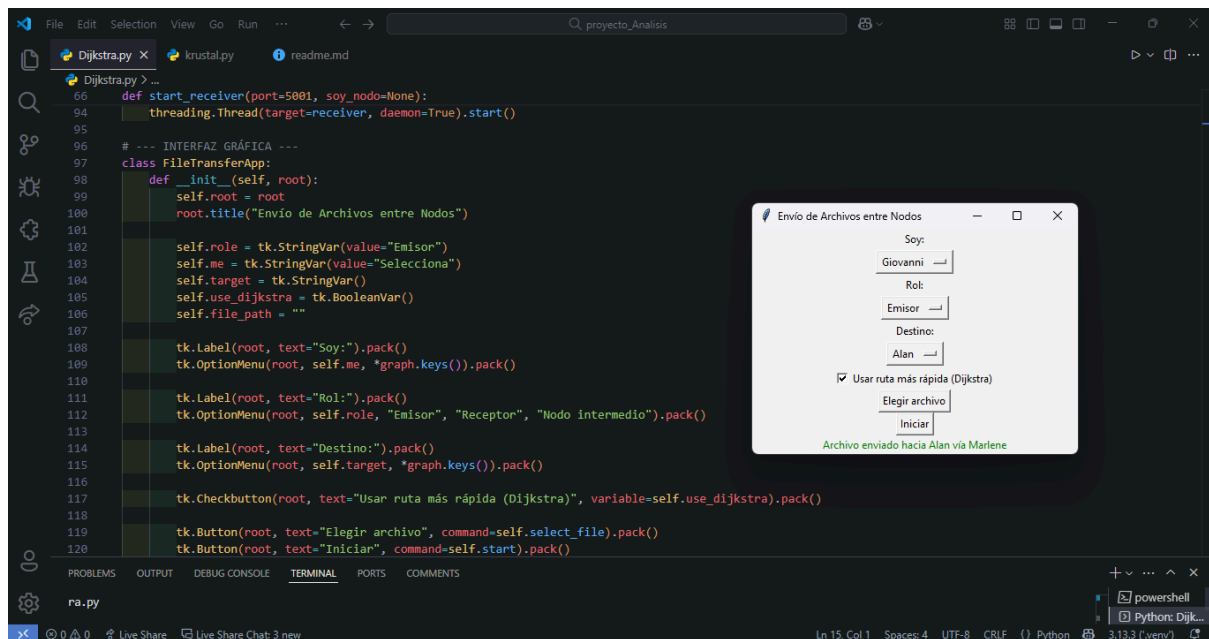 File Edit Selection View Go Run ··· ← → proyecto_Analisis
Dijkstra.py × krustal.py readme.md
Dijkstra.py > ...
66 def start_receiver(port=5001, soy_nodo=None):
94 threading.Thread(target=receiver, daemon=True).start()
95
96 # --- INTERFAZ GRÁFICA ---
97 class FileTransferApp:
98 def __init__(self, root):
99 self.root = root
100 root.title("Envío de Archivos entre Nodos")
101
102 self.role = tk.StringVar(value="Emisor")
103 self.me = tk.StringVar(value="Selecciona")
104 self.target = tk.StringVar()
105 self.use_dijkstra = tk.BooleanVar()
106 self.file_path = ""
107
108 tk.Label(root, text="Soy:").pack()
109 tk.OptionMenu(root, self.me, *graph.keys()).pack()
110
111 tk.Label(root, text="Rol:").pack()
112 tk.OptionMenu(root, self.role, "Emisor", "Receptor", "Nodo intermedio").pack()
113
114 tk.Label(root, text="Destino:").pack()
115 tk.OptionMenu(root, self.target, *graph.keys()).pack()
116
117 tk.Checkbutton(root, text="Usar ruta más rápida (Dijkstra)", variable=self.use_dijkstra).pack()
118
119 tk.Button(root, text="Elegir archivo", command=self.select_file).pack()
120 tk.Button(root, text="Iniciar", command=self.start).pack()
Envío de Archivos entre Nodos
Soy:
Giovanni
Rol:
Emisor
Destino:
Alan
Usar ruta más rápida (Dijkstra)
Elegir archivo
Iniciar
Archivo enviado hacia Alan vía Marlene
PROBLEMS OUTPUT DEBUG CONSOLE TERMINAL PORTS COMMENTS
ra.py
powershell
Python: Dijk...
0 0 Live Share Live Share Chat: 3 new Ln 15, Col 1 Spaces: 4 UTF-8 CRLF {} Python 3.13.3 ('.venv')